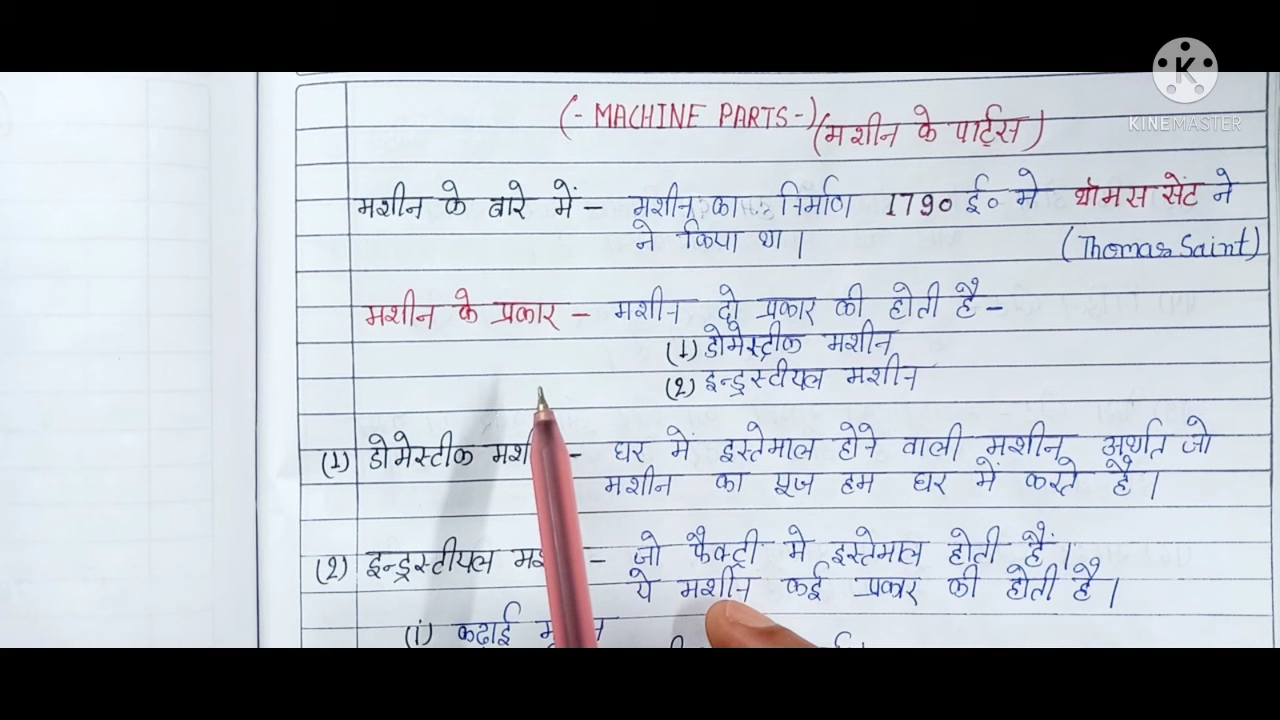 KINEMASTER
(- MACHINE PARTS -) (मशीन के पार्ट्स)
मशीन के बारे में - मशीन का निर्माण 1790 ई० मे थॉमस सेंट ने
ने किया था। (Thomas Saint)
मशीन के प्रकार - मशीन दो प्रकार की होती है -
(1) डोमेस्ट्रीक मशीन
(2) इन्ड्रस्टीयल मशीन
(1) डोमेस्टीक - घर मे इस्तेमाल होने वाली मशीन अर्थात जो
मशीन का हम घर में करते है।
(2) इन्ड्रस्टीयल - जो फैक्ट्री मे इस्तेमाल होती हैं।
ये मशीन कई प्रकार की होती है।
(i) कढ़ाई